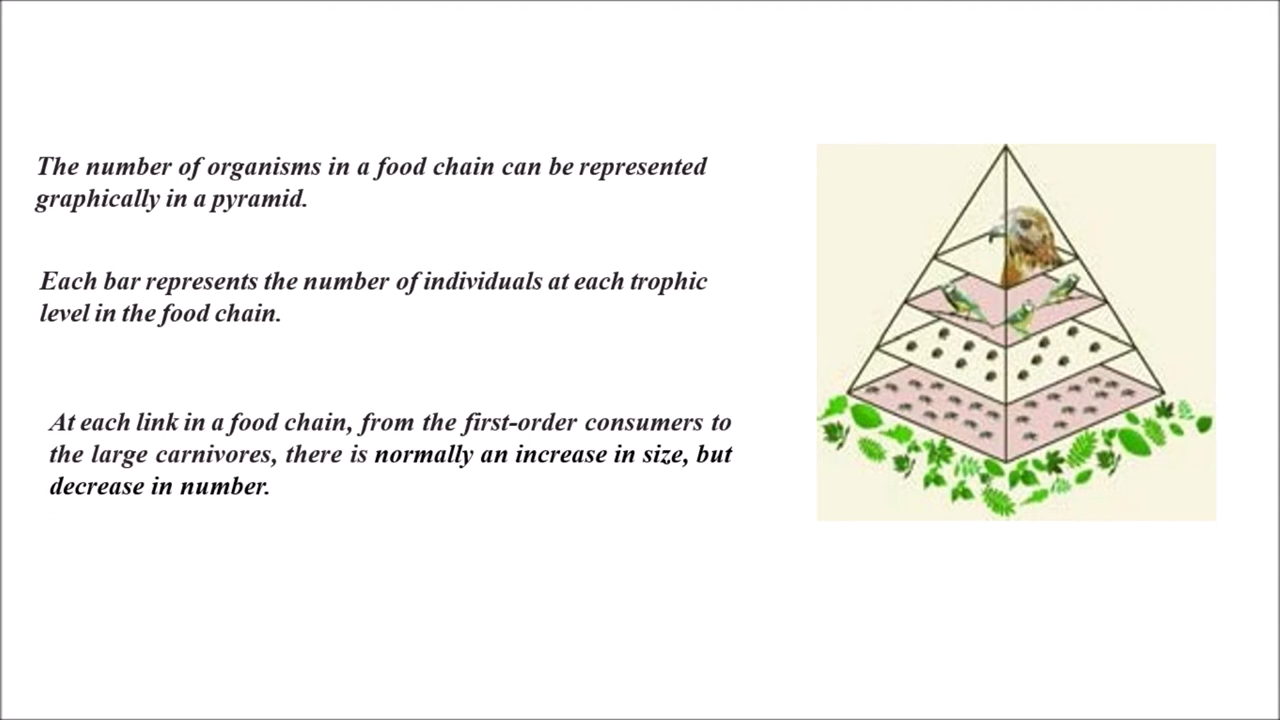 The number of organisms in a food chain can be represented
graphically in a pyramid.
Each bar represents the number of individuals at each trophic
level in the food chain.
At each link in a food chain, from the first-order consumers to
the large carnivores, there is normally an increase in size, but
decrease in number.